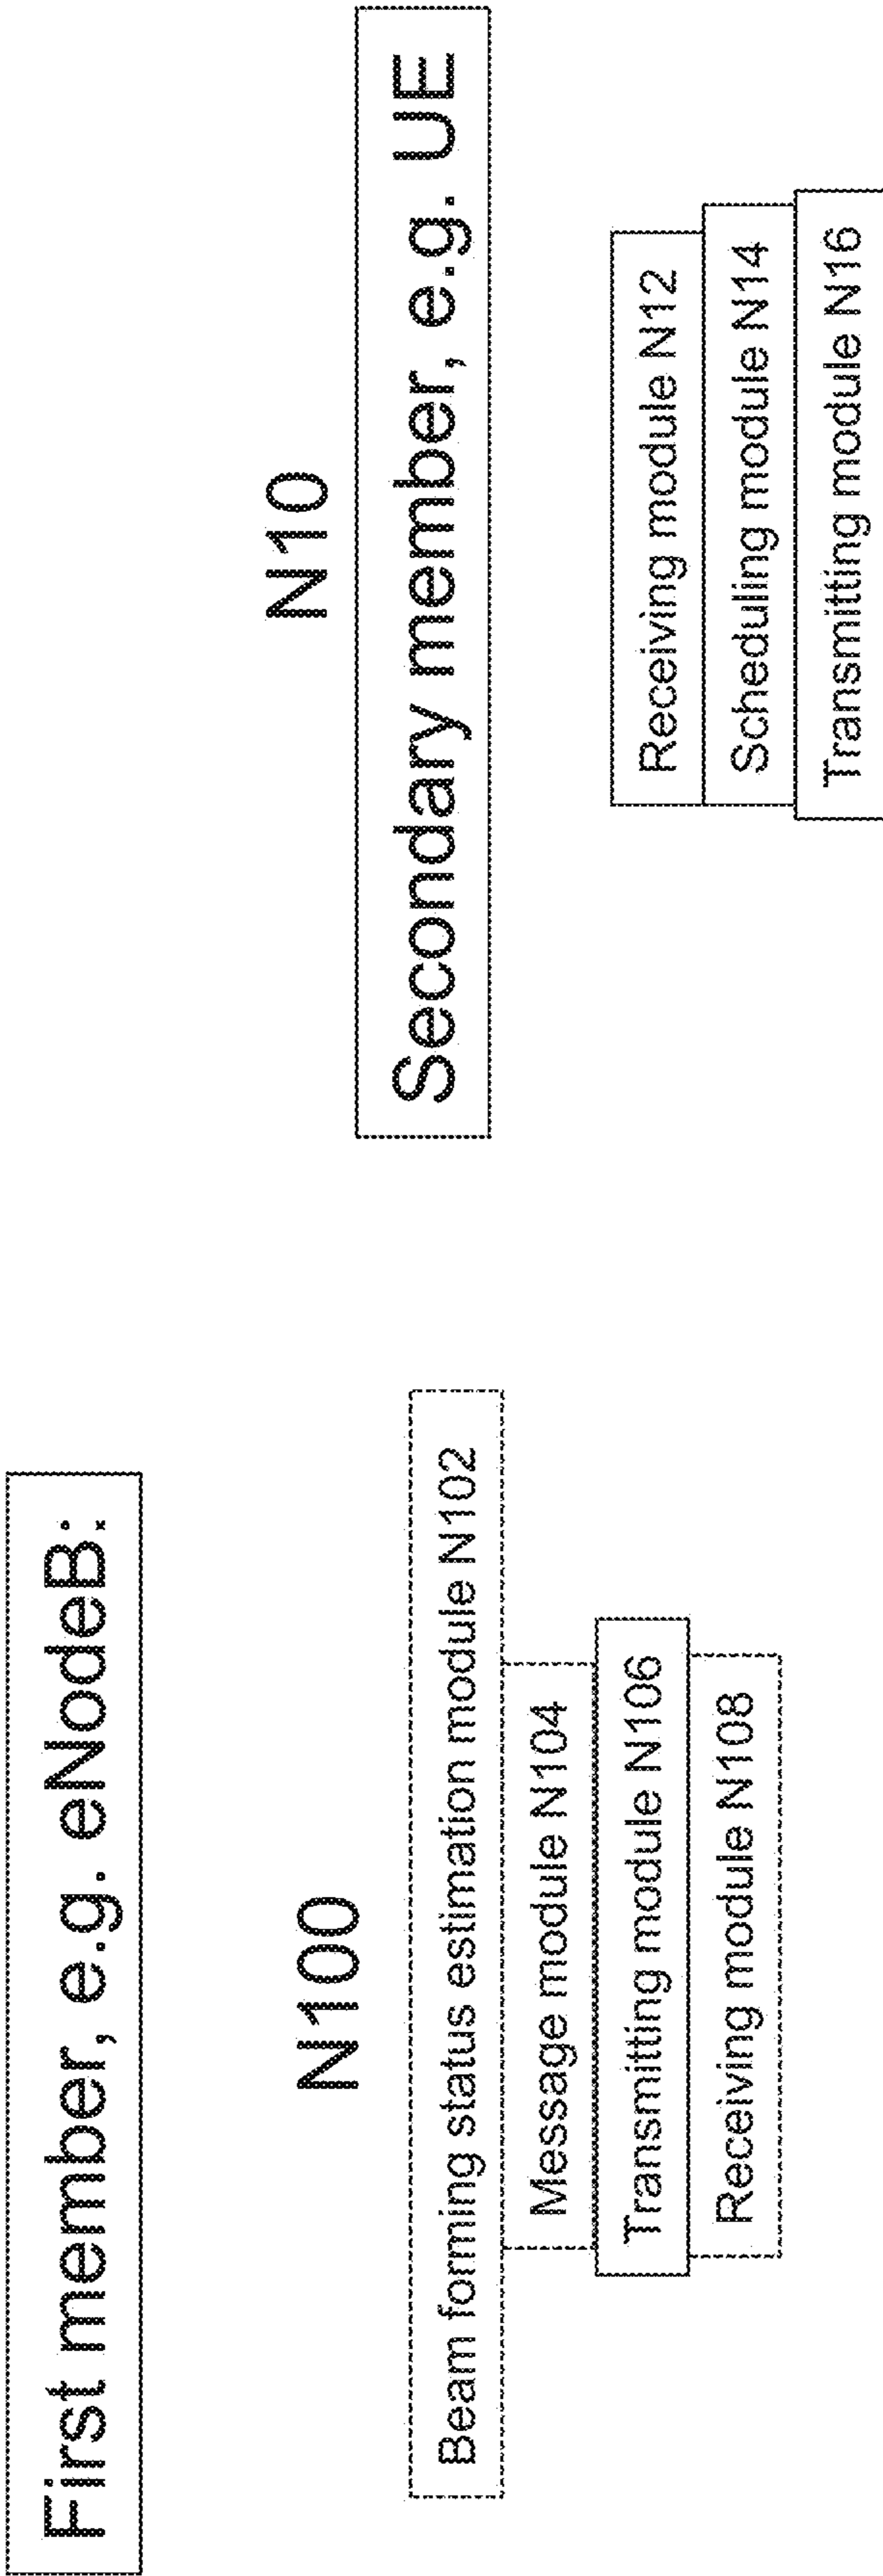 First member, e.g. eNodeB:
N100
Beam forming status estimation module N102
Message module N104
Transmitting module N106
Receiving module N108
N10
Secondary member, e.g. UE
Receiving module N12
Scheduling module N14
Transmitting module N16